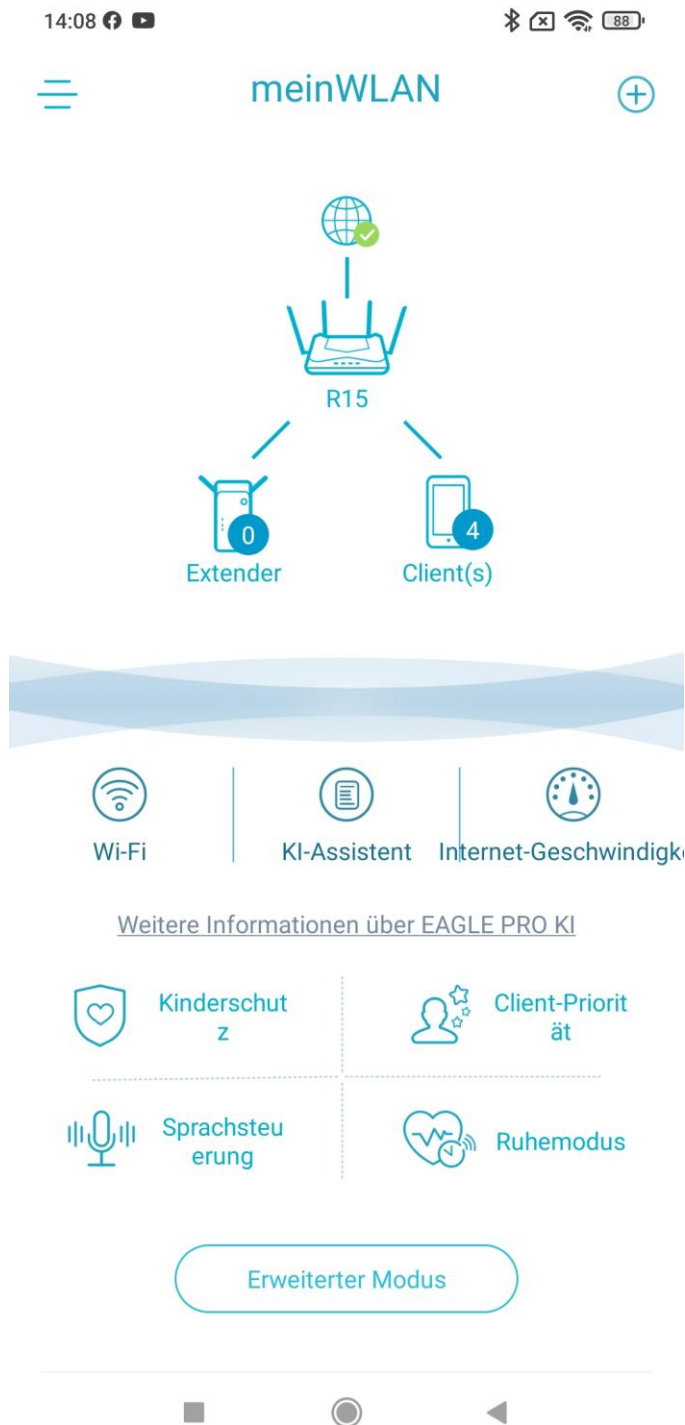 14:08
88
meinWLAN
R15
0
4
Extender
Client(s)
Wi-Fi
KI-Assistent
Internet-Geschwindigke
Weitere Informationen über EAGLE PRO KI
Kinderschut
z
Client-Priorit
ät
Sprachsteu
erung
Ruhemodus
Erweiterter Modus